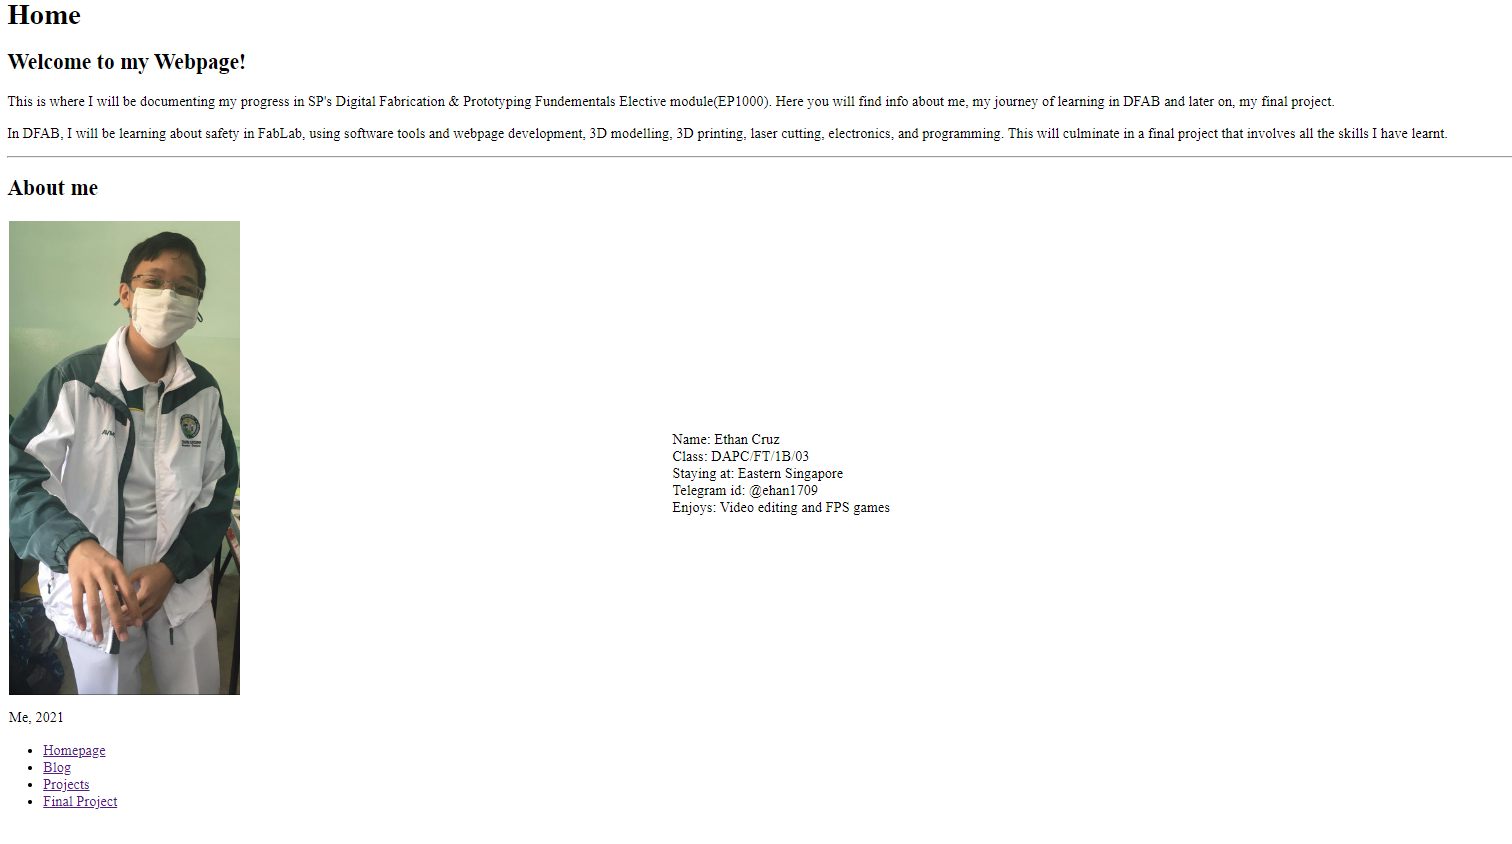 Home
Welcome to my Webpage!
This is where I will be documenting my progress in SP's Digital Fabrication & Prototyping Fundementals Elective module(EP1000). Here you will find info about me, my journey of learning in DFAB and later on, my final project.
In DFAB, I will be learning about safety in FabLab, using software tools and webpage development, 3D modelling, 3D printing, laser cutting, electronics, and programming. This will culminate in a final project that involves all the skills I have learnt.
About me
Name: Ethan Cruz
Class: DAPC/FT/1B/03
Staying at: Eastern Singapore
Telegram id: @ehan1709
Enjoys: Video editing and FPS games
Me, 2021
Homepage
Blog
Projects
Final Project